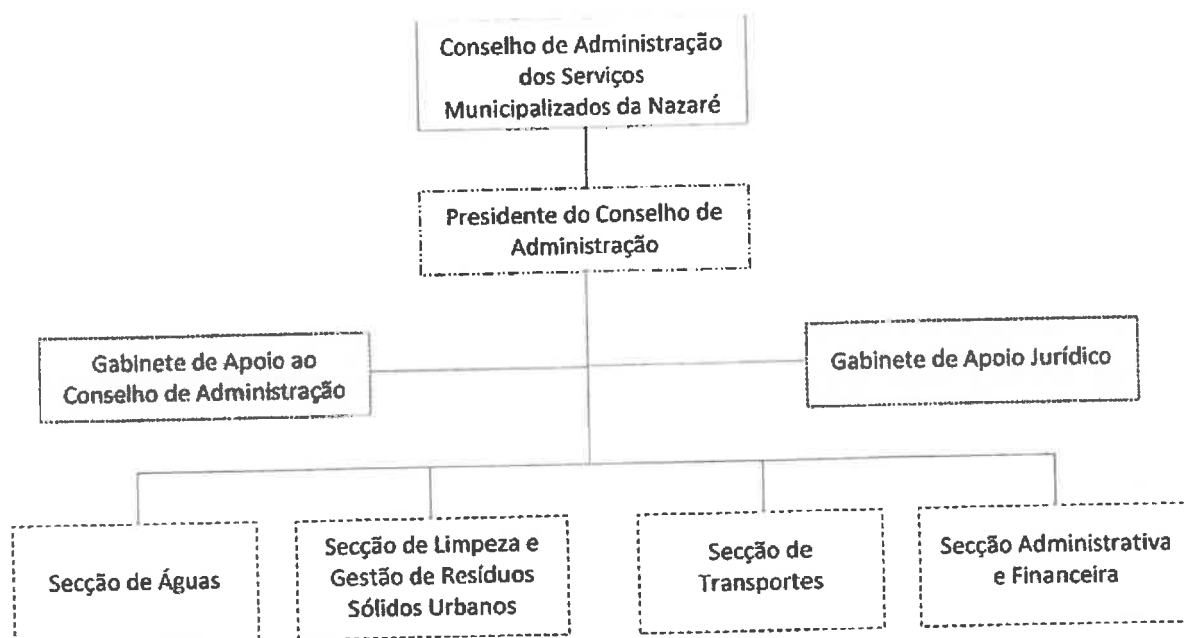 Conselho de Administração
dos Serviços
Municipalizados da Nazaré
Presidente do Conselho de
Administração
Gabinete de Apoio ao
Conselho de Administração
Gabinete de Apoio Jurídico
Secção de Águas
Secção de Limpeza e
Gestão de Resíduos
Sólidos Urbanos
Secção de
Transportes
Secção Administrativa
e Financeira